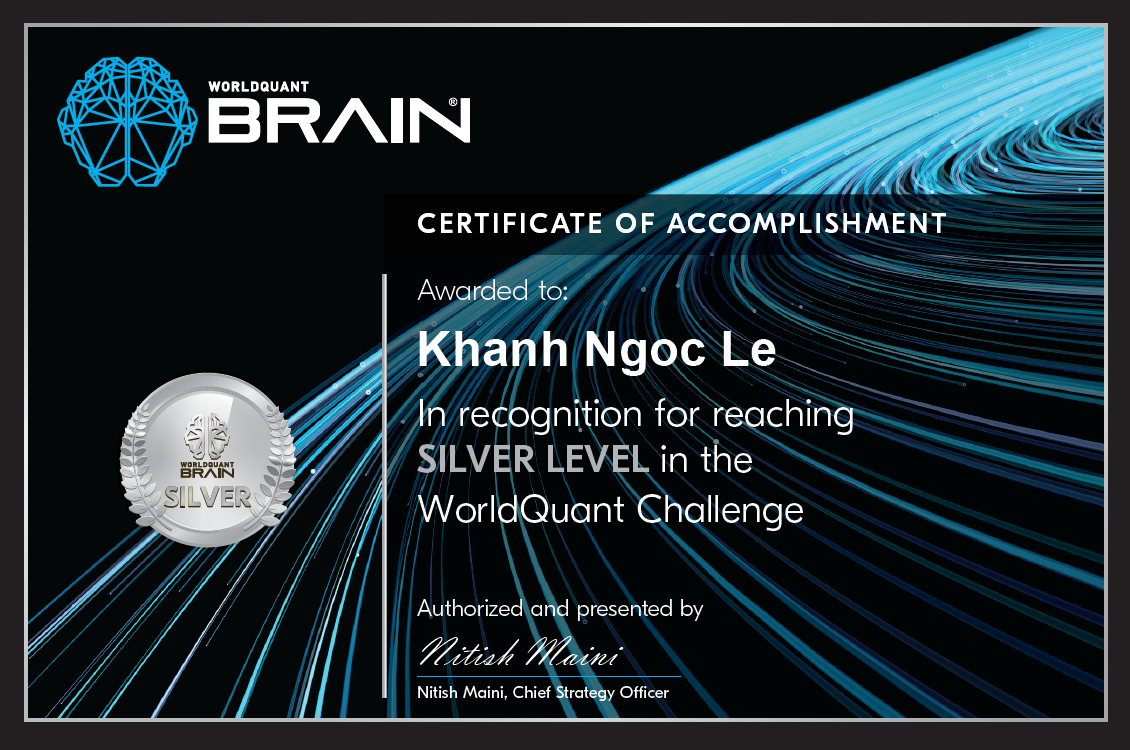 WORLDQUANT
BRAIN®
CERTIFICATE OF ACCOMPLISHMENT
Awarded to:
Khanh Ngoc Le
In recognition for reaching
SILVER LEVEL in the
WorldQuant Challenge
WORLDQUANT
BRAIN
SILVER
Authorized and presented by
Nitish Maini
Nitish Maini, Chief Strategy Officer